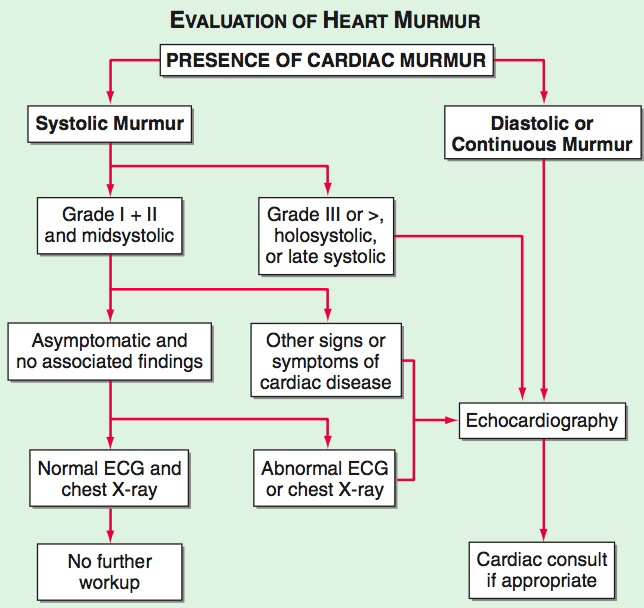 EVALUATION OF HEART MURMUR
PRESENCE OF CARDIAC MURMUR
Systolic Murmur
Diastolic or
Continuous Murmur
Grade I + II
and midsystolic
Grade III or >,
holosystolic,
or late systolic
Asymptomatic and
no associated findings
Other signs or
symptoms of
cardiac disease
Echocardiography
Normal ECG and
chest X-ray
Abnormal ECG
or chest X-ray
No further
workup
Cardiac consult
if appropriate